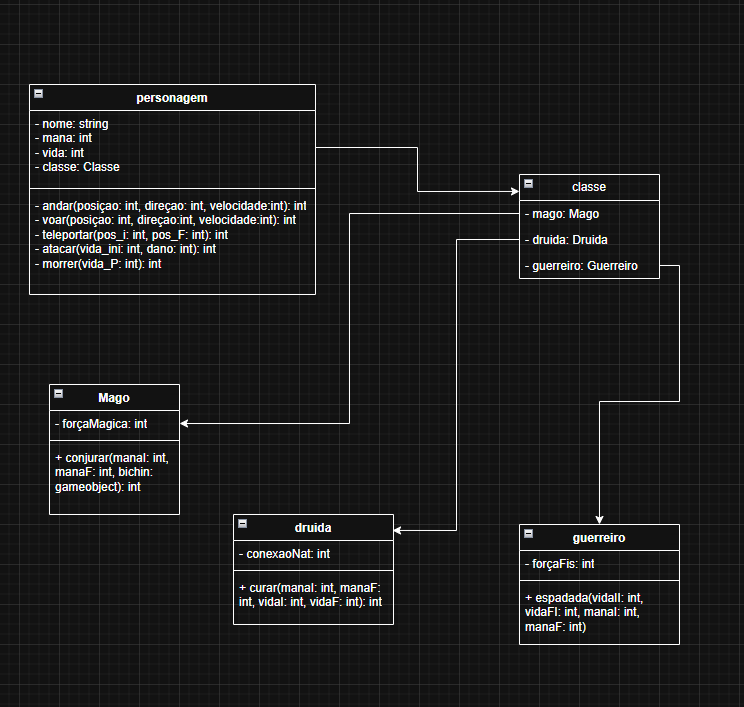 personagem
- nome: string
- mana: int
- vida: int
- classe: Classe
- andar(posiçao: int, direçao: int, velocidade:int): int
- voar(posiçao: int, direçao:int, velocidade:int): int
- teleportar(pos_i: int, pos_F: int): int
- atacar(vida_ini: int, dano: int): int
- morrer(vida_P: int): int
classe
- mago: Mago
- druida: Druida
- guerreiro: Guerreiro
Mago
- forçaMagica: int
+ conjurar(manaI: int,
manaF: int, bichin:
gameobject): int
druida
- conexaoNat: int
+ curar(manaI: int, manaF:
int, vidaI: int, vidaF: int): int
guerreiro
- forçaFis: int
+ espadada(vidaII: int,
vidaFI: int, manaI: int,
manaF: int)